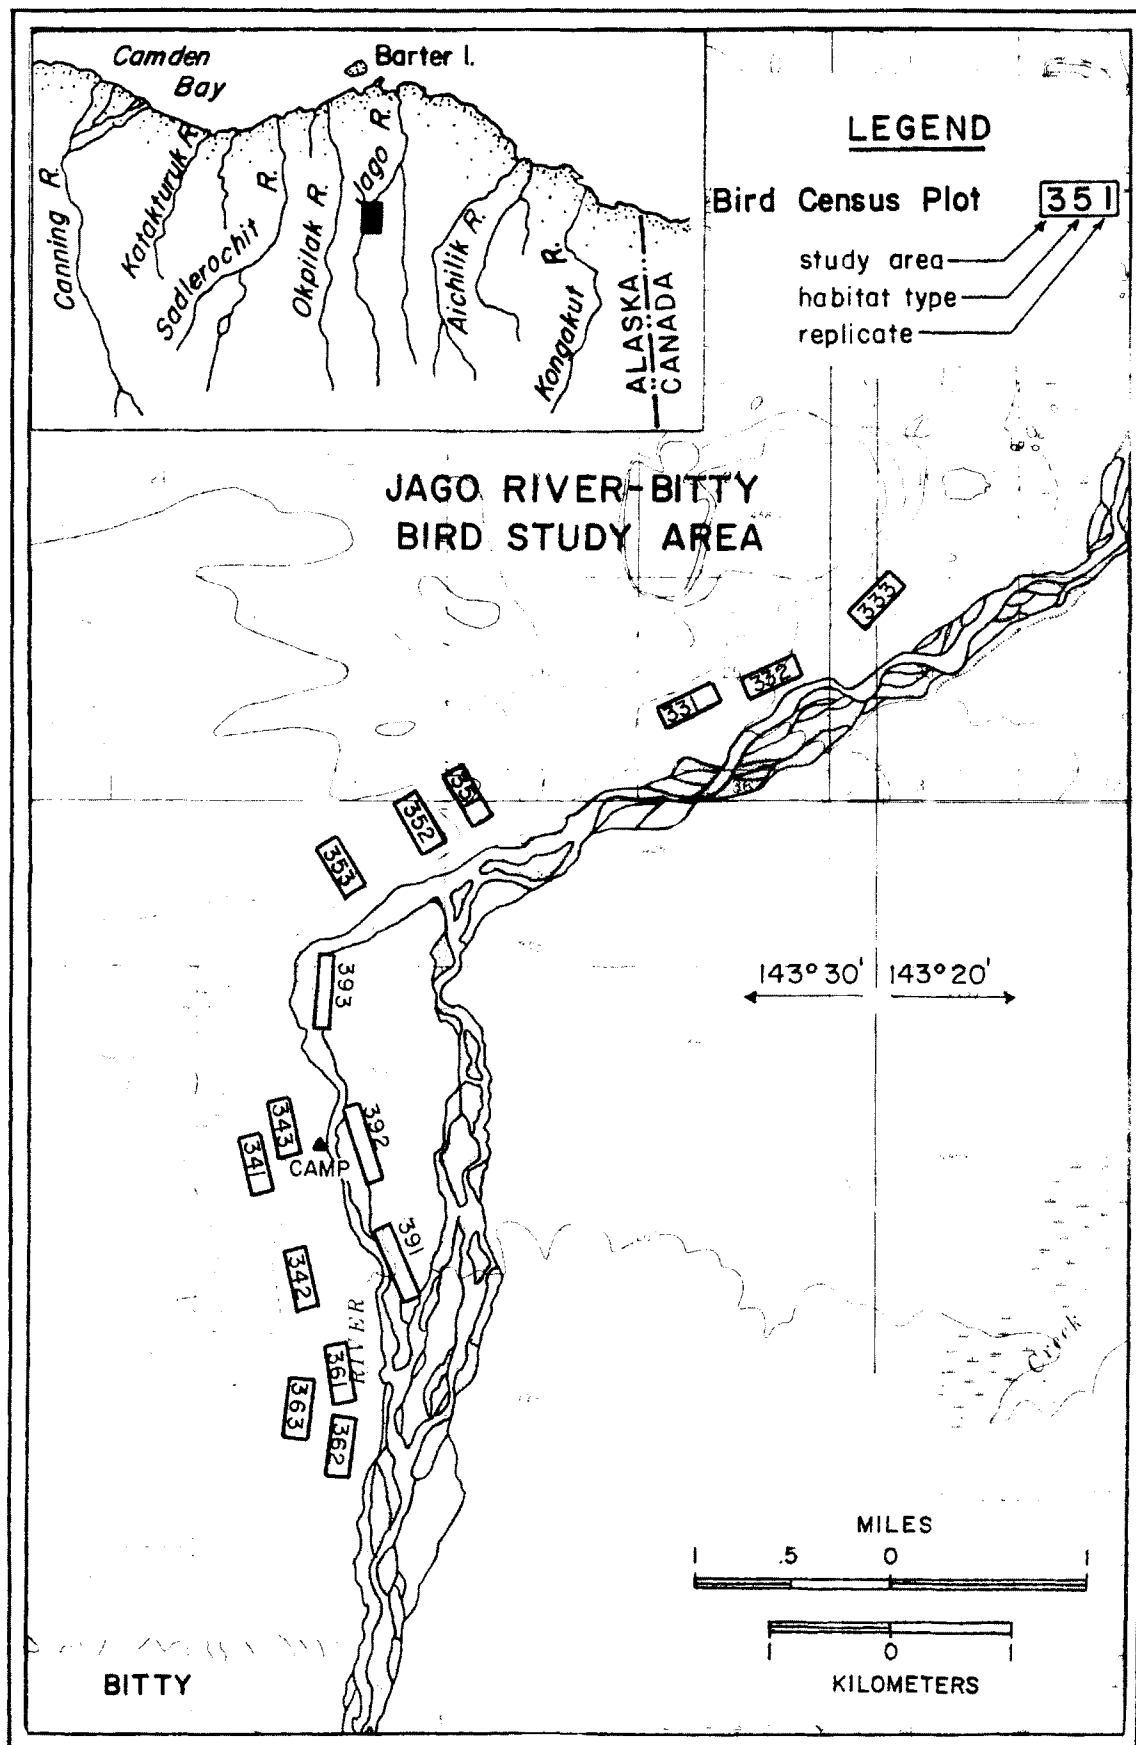 Camden
Bay
Barter I.
Canning R.
Katakturuk R.
Sadlerochit R.
Okpilak R.
Jago R.
Aichilik R.
Kongakut R.
ALASKA
CANADA
LEGEND
Bird Census Plot 351
study area
habitat type
replicate
JAGO RIVER-BITTY
BIRD STUDY AREA
333
332
331
36
351
352
353
143° 30' 143° 20'
393
392
343
341
CAMP
391
342
Creek
361
363
362
MILES
1 .5 0 1
1 0 1
KILOMETERS
BITTY